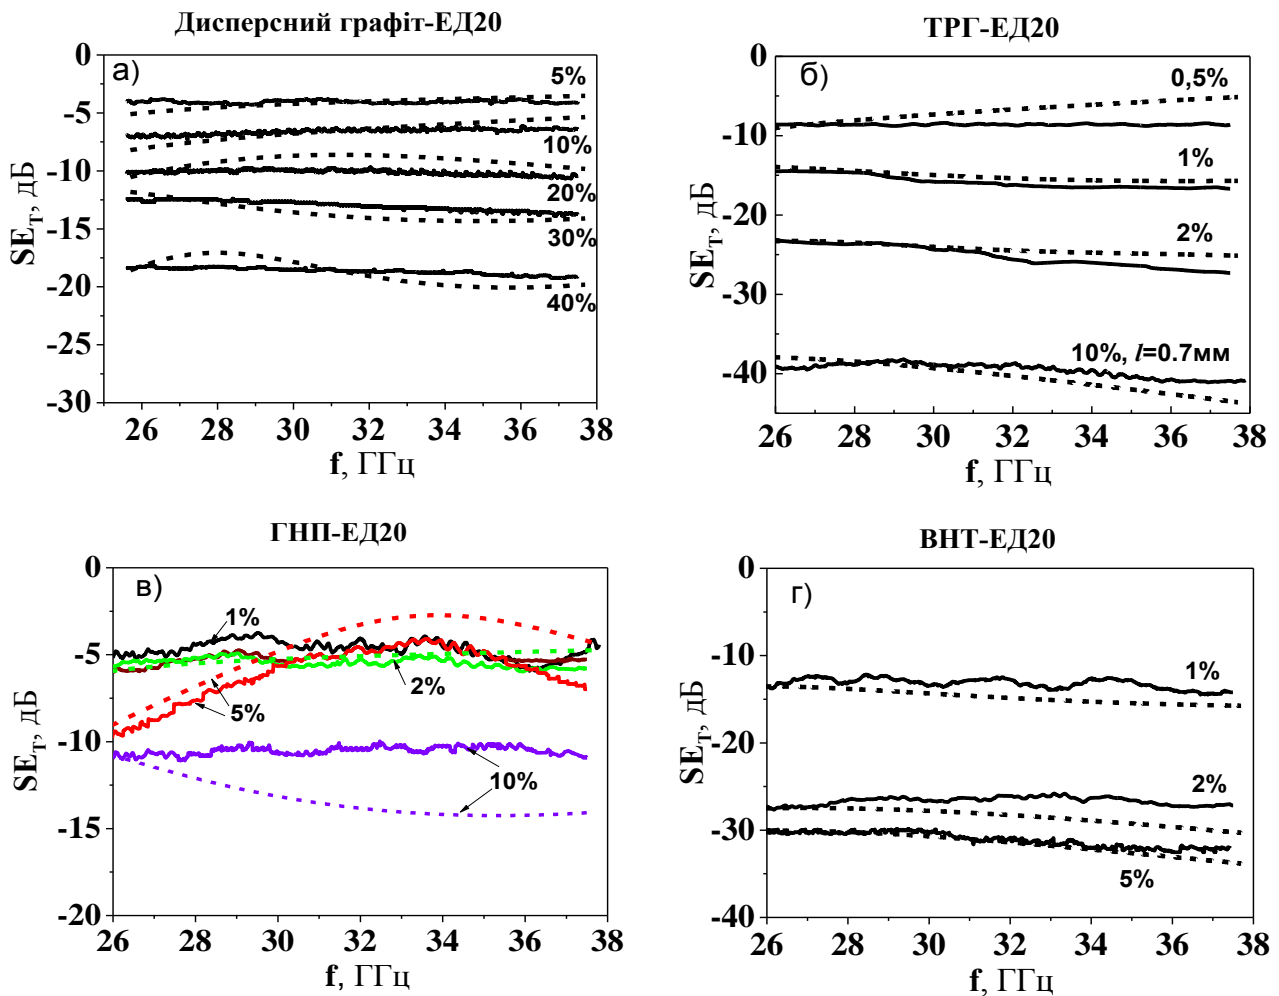 Дисперсний графіт-ЕД20
а)
0
-5
-10
-15
-20
-25
-30
SE_T, дБ
5%
10%
20%
30%
40%
26 28 30 32 34 36 38
f, ГГц
ТРГ-ЕД20
б)
0
-10
-20
-30
-40
SE_T, дБ
0,5%
1%
2%
10%, l=0.7мм
26 28 30 32 34 36 38
f, ГГц
ГНП-ЕД20
в)
0
-5
-10
-15
-20
SE_T, дБ
1%
2%
5%
10%
26 28 30 32 34 36 38
f, ГГц
ВНТ-ЕД20
г)
0
-10
-20
-30
-40
SE_T, дБ
1%
2%
5%
26 28 30 32 34 36 38
f, ГГц